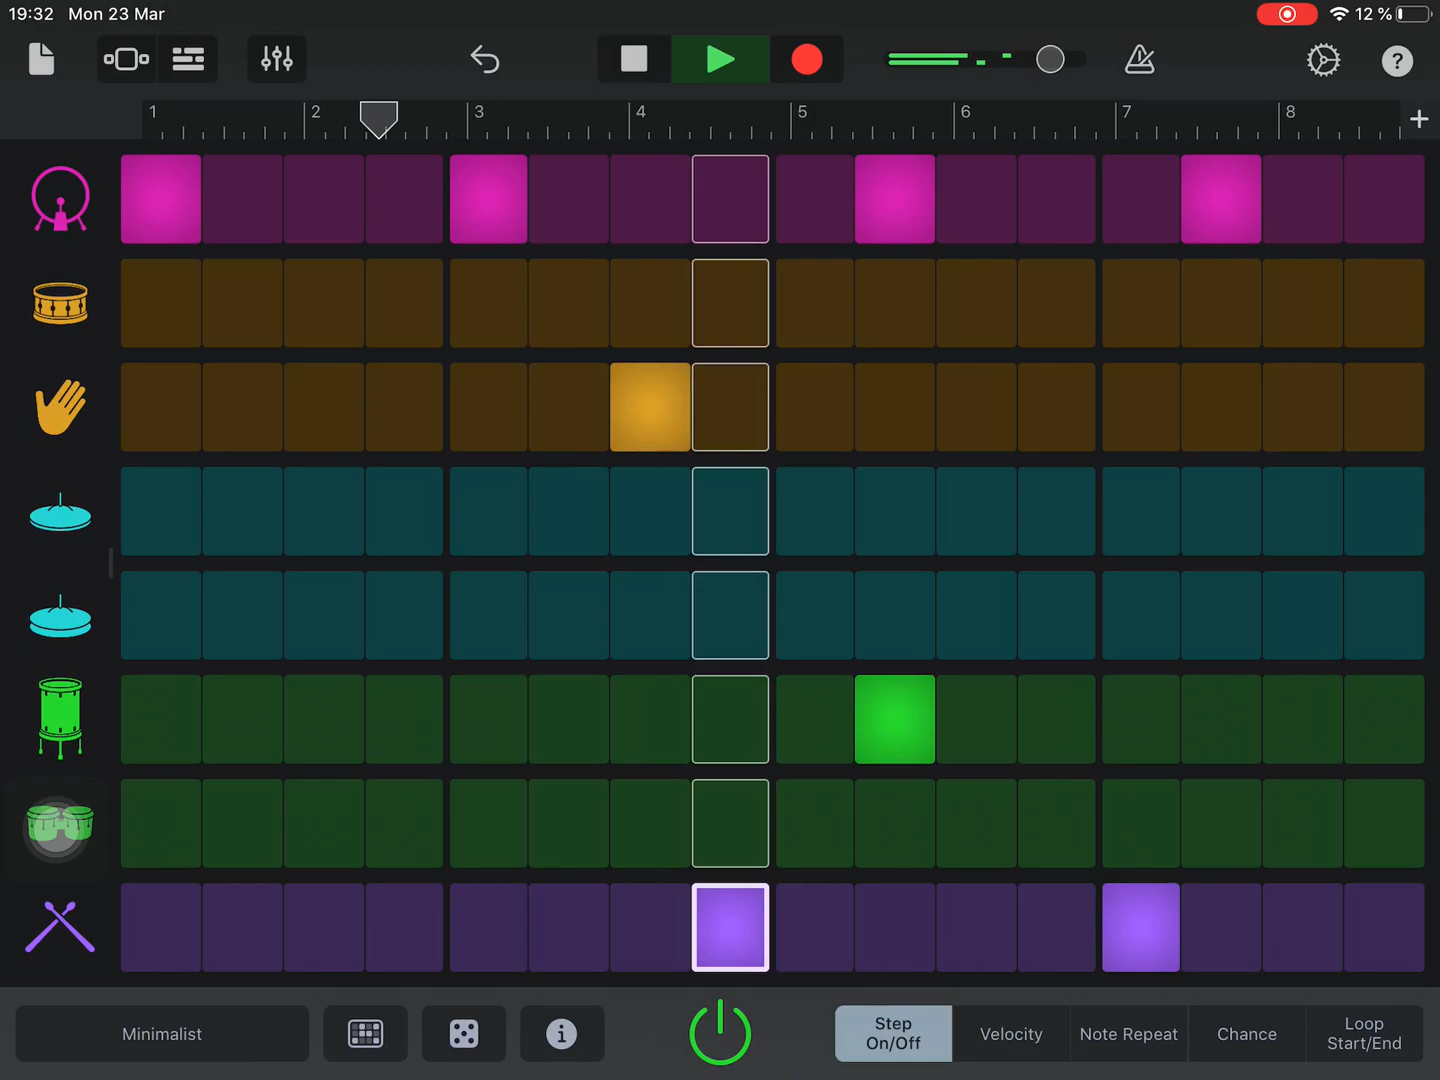 19:32 Mon 23 Mar 12 %
?
1 2 3 4 5 6 7 8 +
Minimalist
i
Step
On/Off
Velocity
Note Repeat
Chance
Loop
Start/End